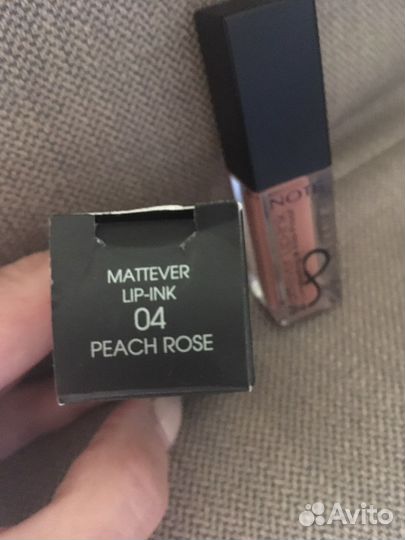 MATTEVER
LIP-INK
04
PEACH ROSE
NOTE
Avito